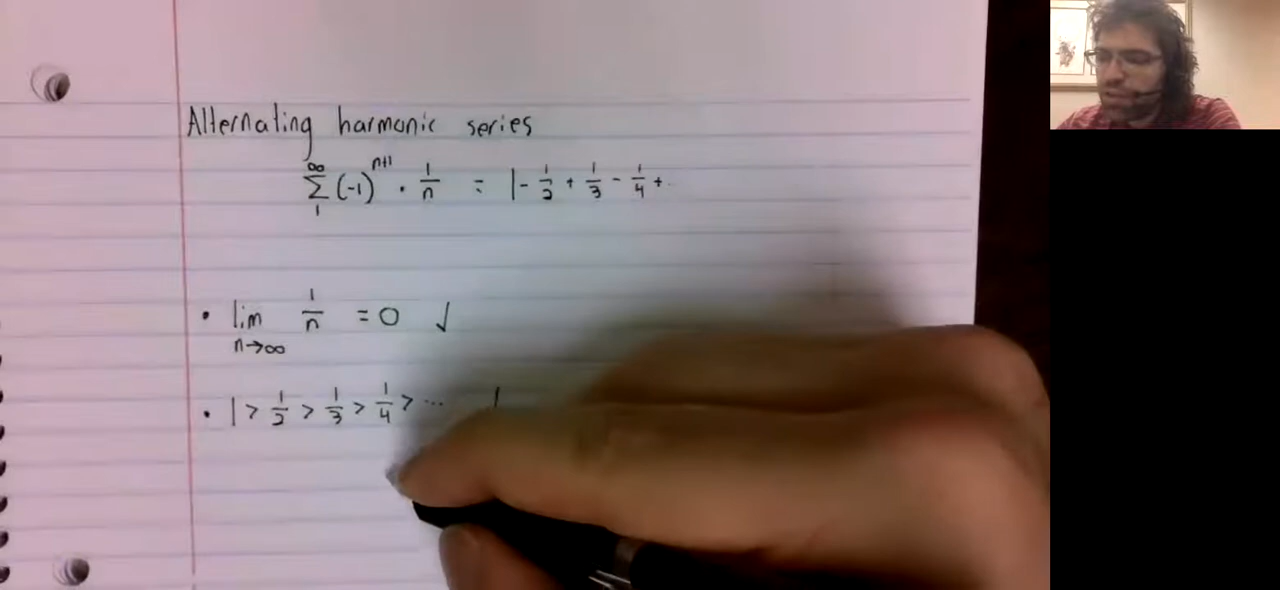 Alternating harmonic series
∞ Σ 1 (-1)^{n+1} · 1/n = 1 - 1/2 + 1/3 - 1/4 + ·
• lim n→∞ 1/n = 0 ✓
• 1 > 1/2 > 1/3 > 1/4 > ...